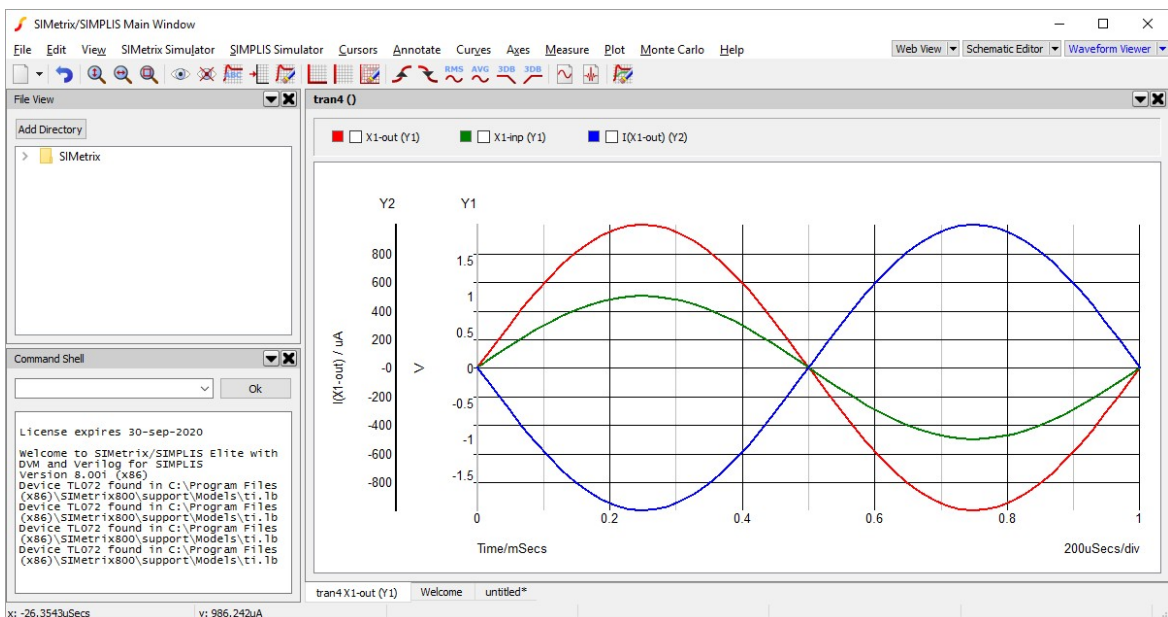 SIMetrix/SIMPLIS Main Window
File Edit View SIMetrix Simulator SIMPLIS Simulator Cursors Annotate Curves Axes Measure Plot Monte Carlo Help
Web View Schematic Editor Waveform Viewer
ABC RMS AVG 3DB 3DB
File View
Add Directory
SIMetrix
Command Shell
Ok
License expires 30-sep-2020
Welcome to SIMetrix/SIMPLIS Elite with
DVM and Verilog for SIMPLIS
Version 8.00i (x86)
Device TL072 found in C:\Program Files
(x86)\SIMetrix800\support\Models\ti.lb
Device TL072 found in C:\Program Files
(x86)\SIMetrix800\support\Models\ti.lb
Device TL072 found in C:\Program Files
(x86)\SIMetrix800\support\Models\ti.lb
Device TL072 found in C:\Program Files
(x86)\SIMetrix800\support\Models\ti.lb
tran4 ()
X1-out (Y1) X1-inp (Y1) I(X1-out) (Y2)
Y2 Y1
800
600
400
200
-0
-200
-400
-600
-800
I(X1-out) / uA
1.5
1
0.5
0
-0.5
-1
-1.5
V
0 0.2 0.4 0.6 0.8 1
Time/mSecs 200uSecs/div
tran4 X1-out (Y1) Welcome untitled*
x: -26.3543uSecs y: 986.242uA